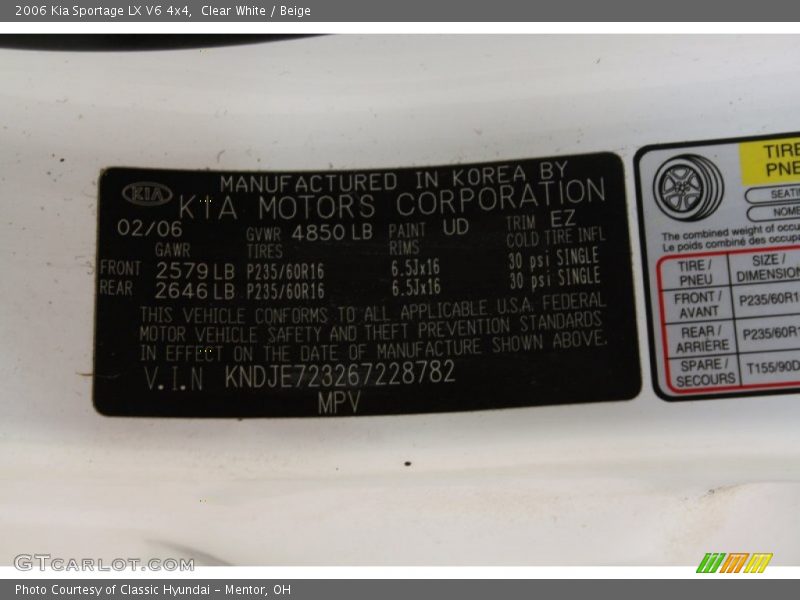 2006 Kia Sportage LX V6 4x4, Clear White / Beige
KIA
MANUFACTURED IN KOREA BY
KIA MOTORS CORPORATION
02/06 GVWR 4850 LB PAINT UD TRIM EZ
GAWR TIRES RIMS COLD TIRE INFL
FRONT 2579 LB P235/60R16 6.5Jx16 30 psi SINGLE
REAR 2646 LB P235/60R16 6.5Jx16 30 psi SINGLE
THIS VEHICLE CONFORMS TO ALL APPLICABLE U.S.A. FEDERAL
MOTOR VEHICLE SAFETY AND THEFT PREVENTION STANDARDS
IN EFFECT ON THE DATE OF MANUFACTURE SHOWN ABOVE.
V.I.N KNDJE723267228782
MPV
TIRE
PNE
SEATI
NOMB
The combined weight of occu
Le poids combiné des occupa
TIRE / PNEU SIZE / DIMENSION
FRONT / AVANT P235/60R1
REAR / ARRIÈRE P235/60R1
SPARE / SECOURS T155/90D
GTCarLot.com
Photo Courtesy of Classic Hyundai - Mentor, OH